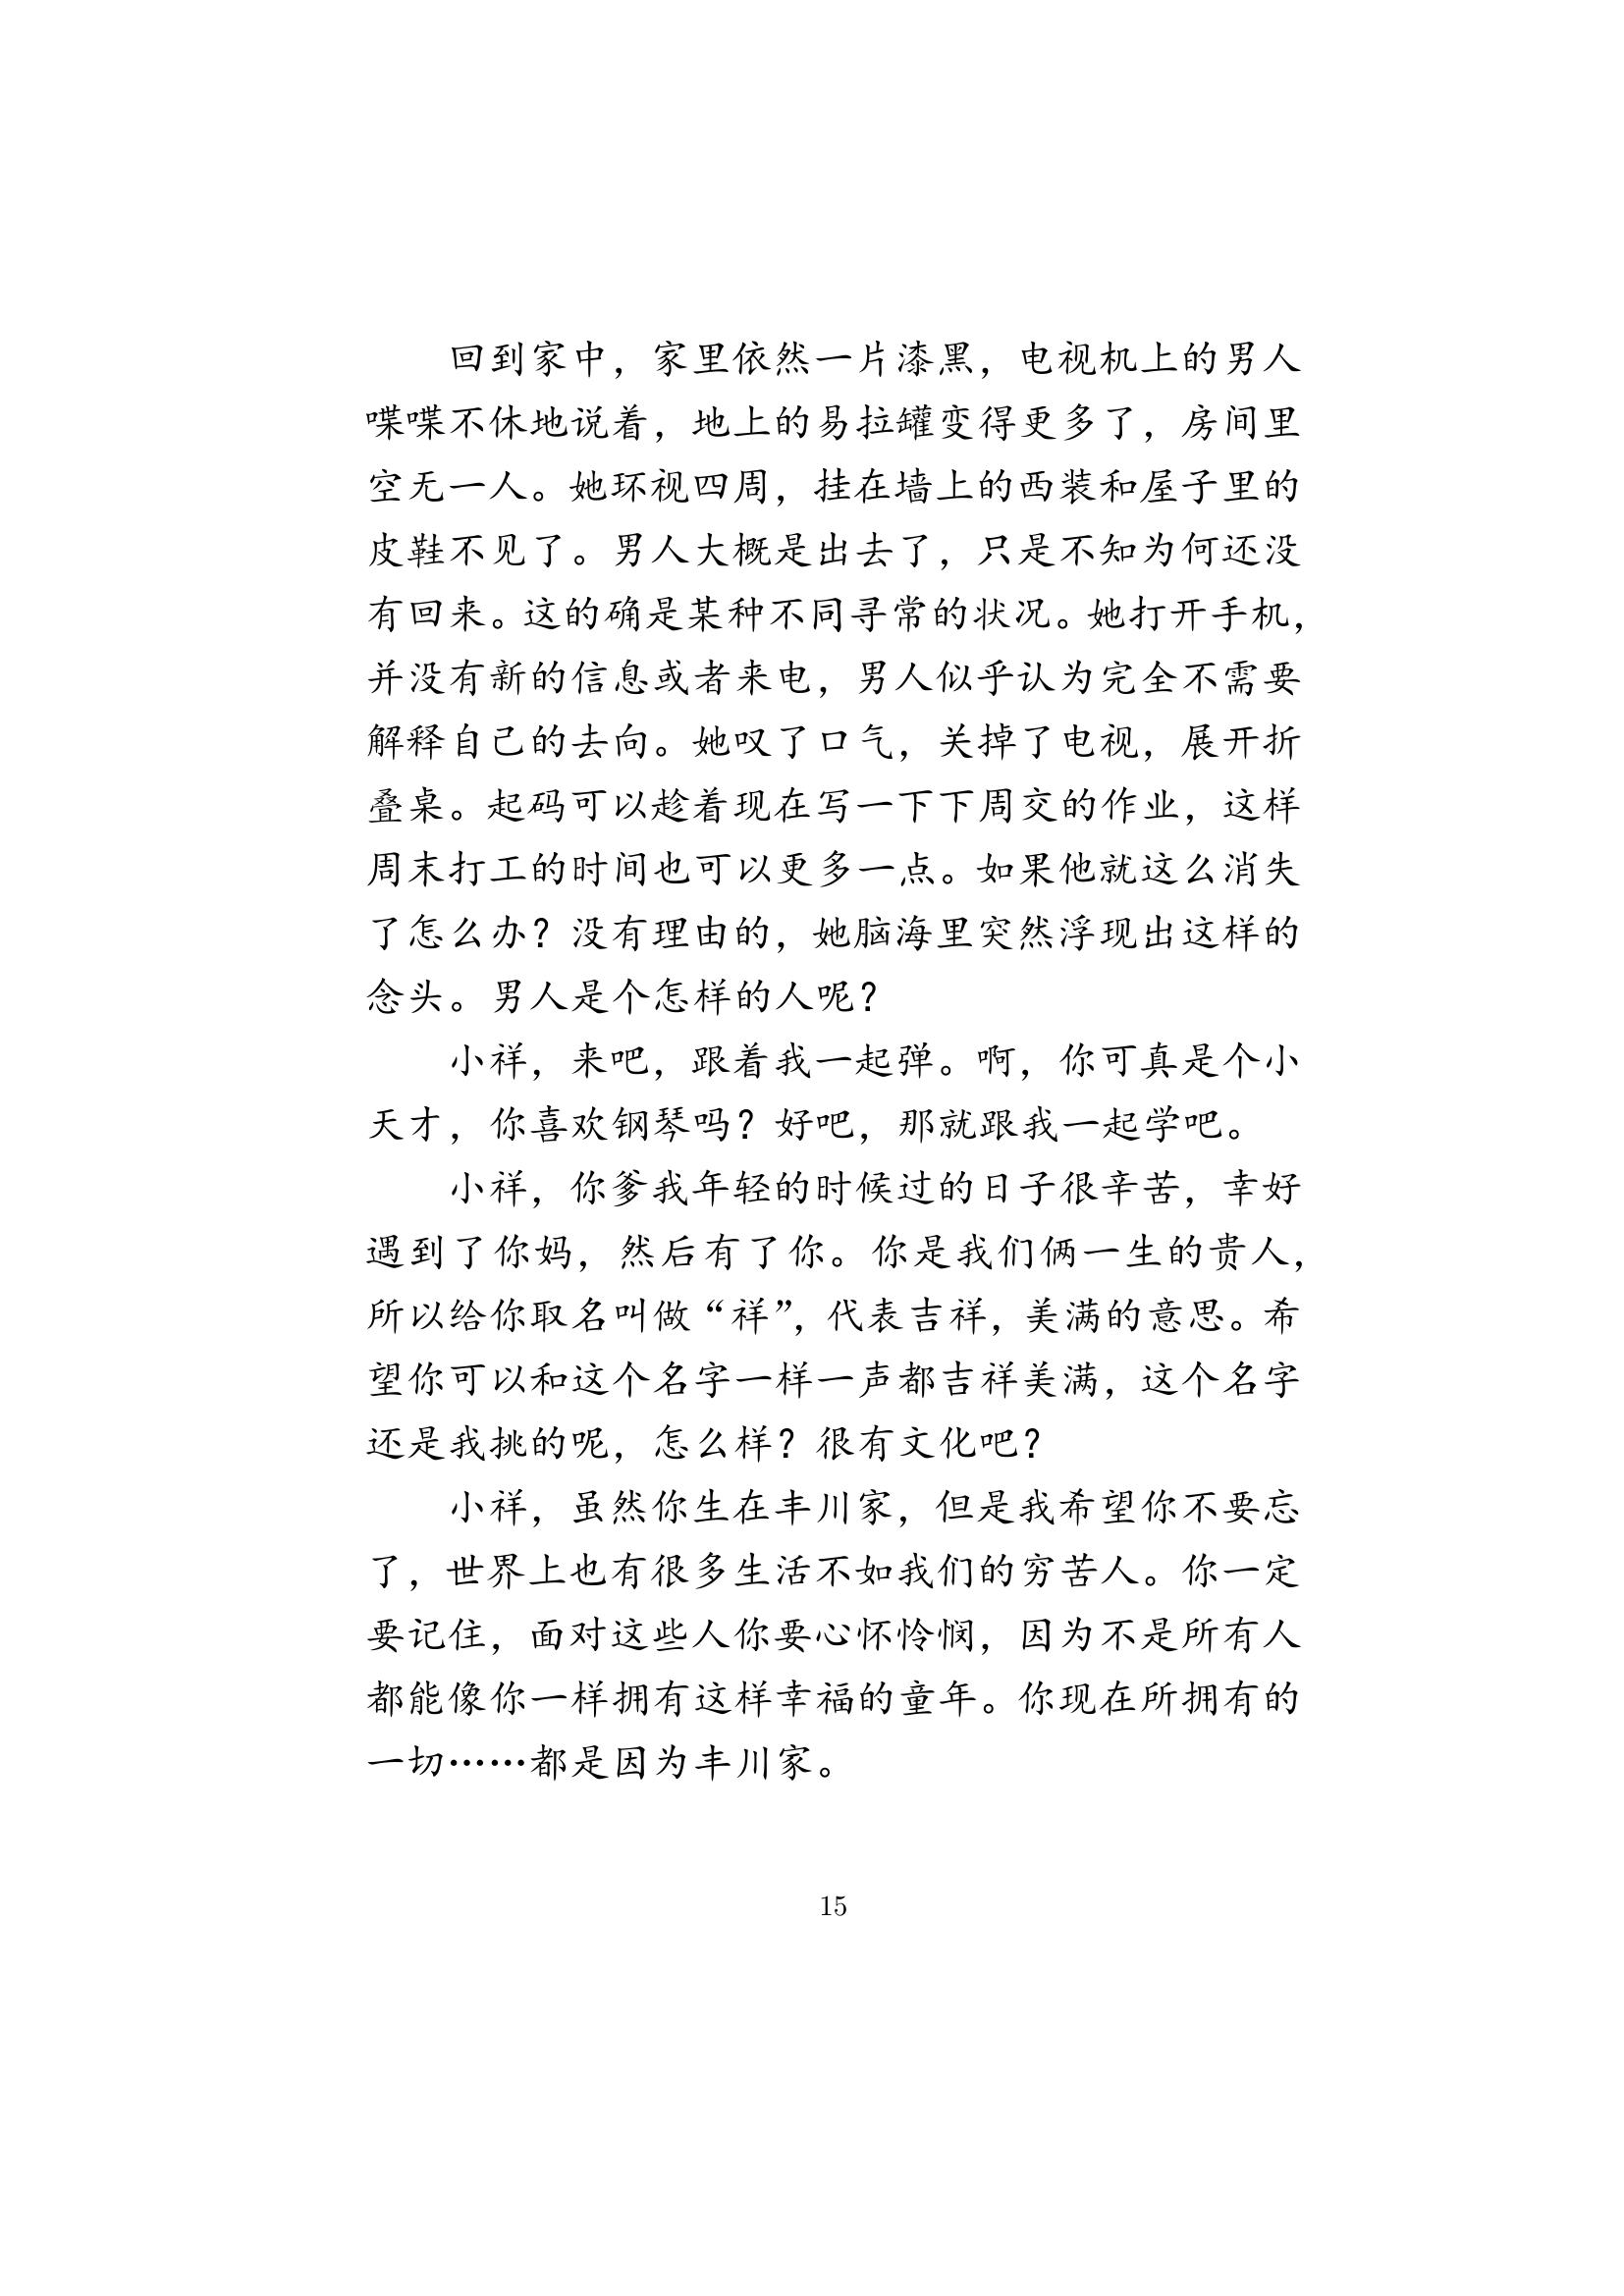 回到家中，家里依然一片漆黑，电视机上的男人
喋喋不休地说着，地上的易拉罐变得更多了，房间里
空无一人。她环视四周，挂在墙上的西装和屋子里的
皮鞋不见了。男人大概是出去了，只是不知为何还没
有回来。这的确是某种不同寻常的状况。她打开手机，
并没有新的信息或者来电，男人似乎认为完全不需要
解释自己的去向。她叹了口气，关掉了电视，展开折
叠桌。起码可以趁着现在写一下下周交的作业，这样
周末打工的时间也可以更多一点。如果他就这么消失
了怎么办？没有理由的，她脑海里突然浮现出这样的
念头。男人是个怎样的人呢？
小祥，来吧，跟着我一起弹。啊，你可真是个小
天才，你喜欢钢琴吗？好吧，那就跟我一起学吧。
小祥，你爹我年轻的时候过的日子很辛苦，幸好
遇到了你妈，然后有了你。你是我们俩一生的贵人，
所以给你取名叫做“祥”，代表吉祥，美满的意思。希
望你可以和这个名字一样一声都吉祥美满，这个名字
还是我挑的呢，怎么样？很有文化吧？
小祥，虽然你生在丰川家，但是我希望你不要忘
了，世界上也有很多生活不如我们的穷苦人。你一定
要记住，面对这些人你要心怀怜悯，因为不是所有人
都能像你一样拥有这样幸福的童年。你现在所拥有的
一切……都是因为丰川家。
15